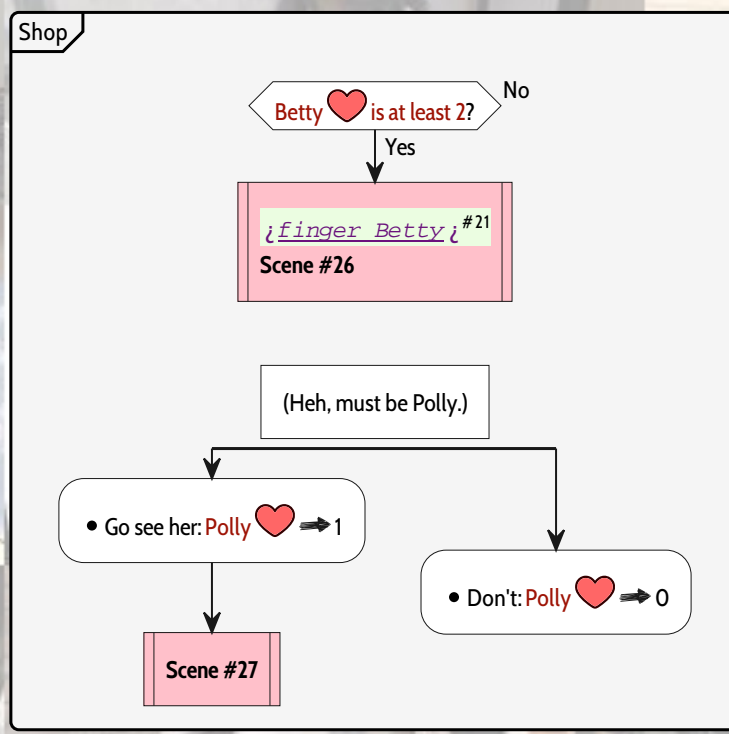 Shop
Betty is at least 2?
No
Yes
¿finger Betty¿#21
Scene #26
(Heh, must be Polly.)
• Go see her: Polly 1
• Don't: Polly 0
Scene #27